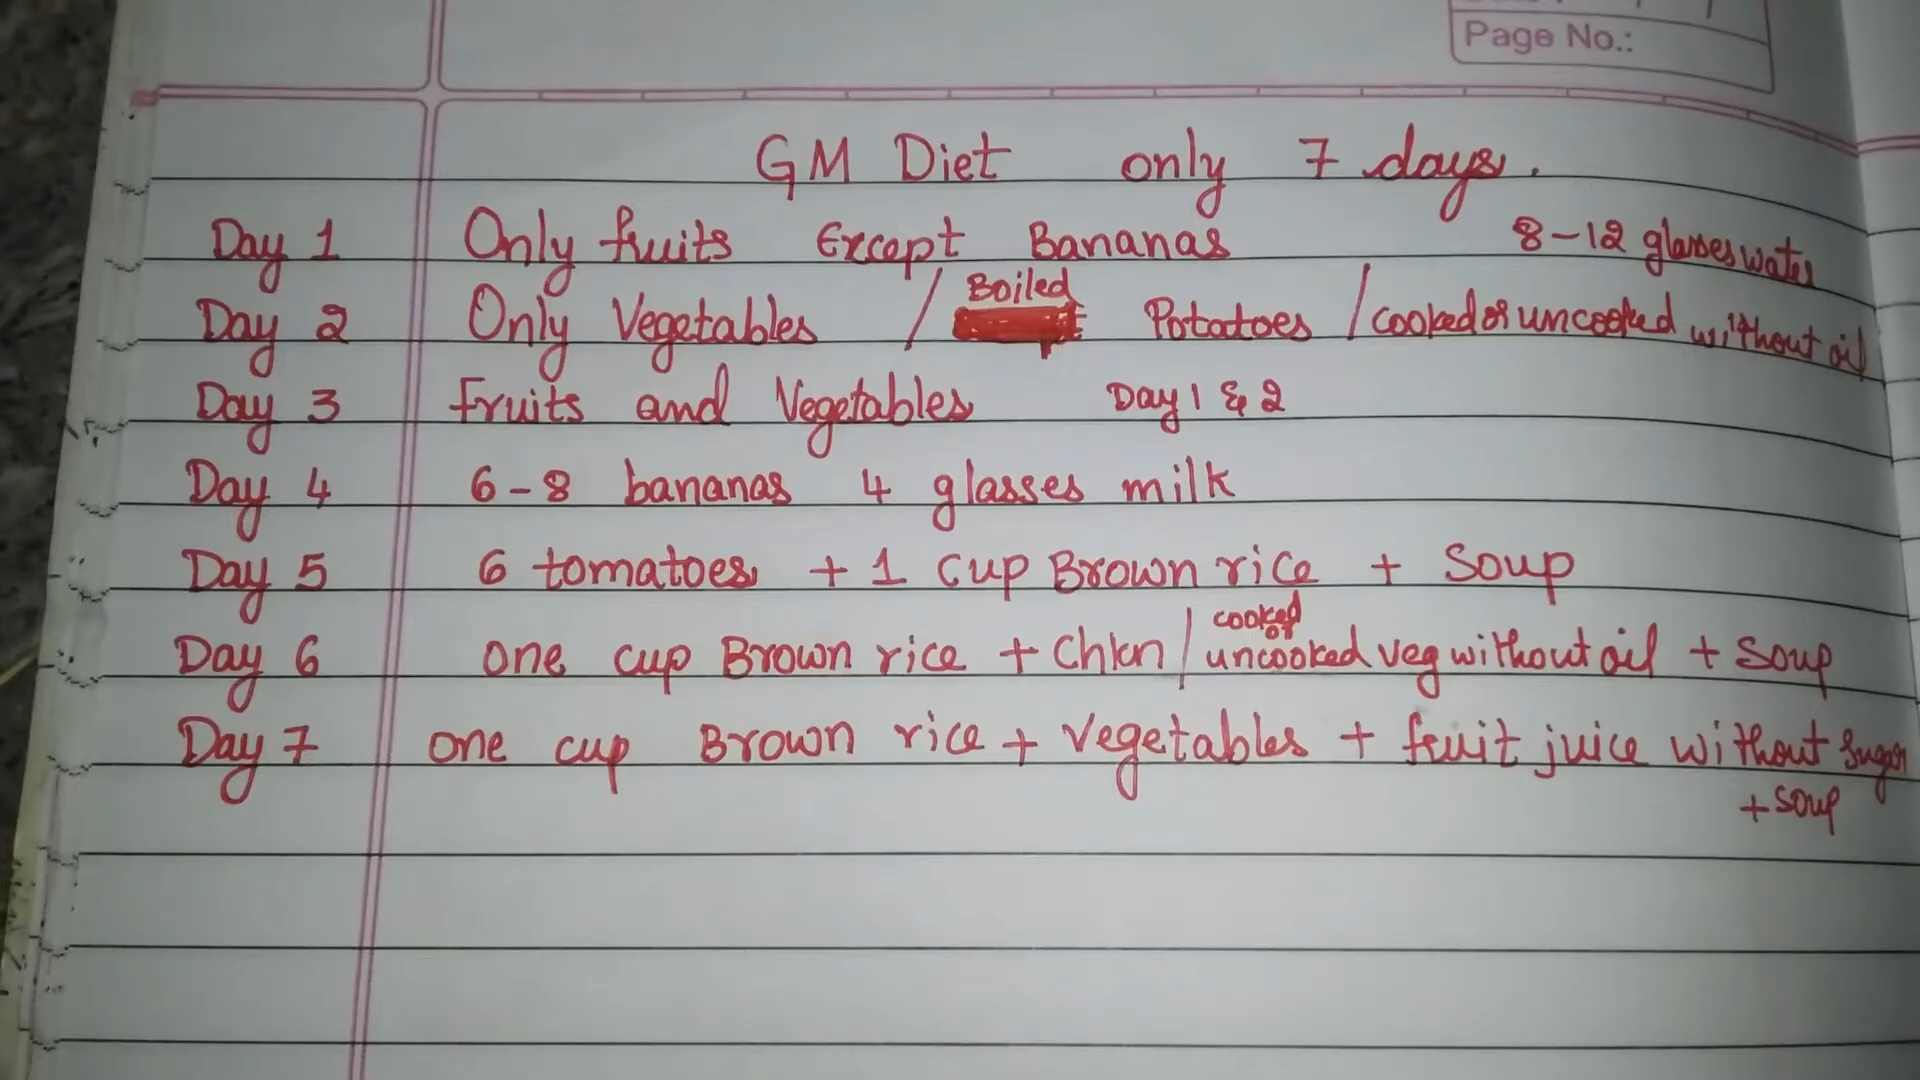 Page No.:
GM Diet only 7 days.
Day 1 Only fruits Except Bananas 8-12 glasses water
Day 2 Only Vegetables / Boiled Potatoes / cooked or uncooked without oil
Day 3 Fruits and Vegetables Day 1 & 2
Day 4 6-8 bananas 4 glasses milk
Day 5 6 tomatoes + 1 cup Brown rice + Soup
Day 6 one cup Brown rice + Chkn / cooked or uncooked veg without oil + Soup
Day 7 one cup Brown rice + Vegetables + fruit juice without Sugar
+ Soup